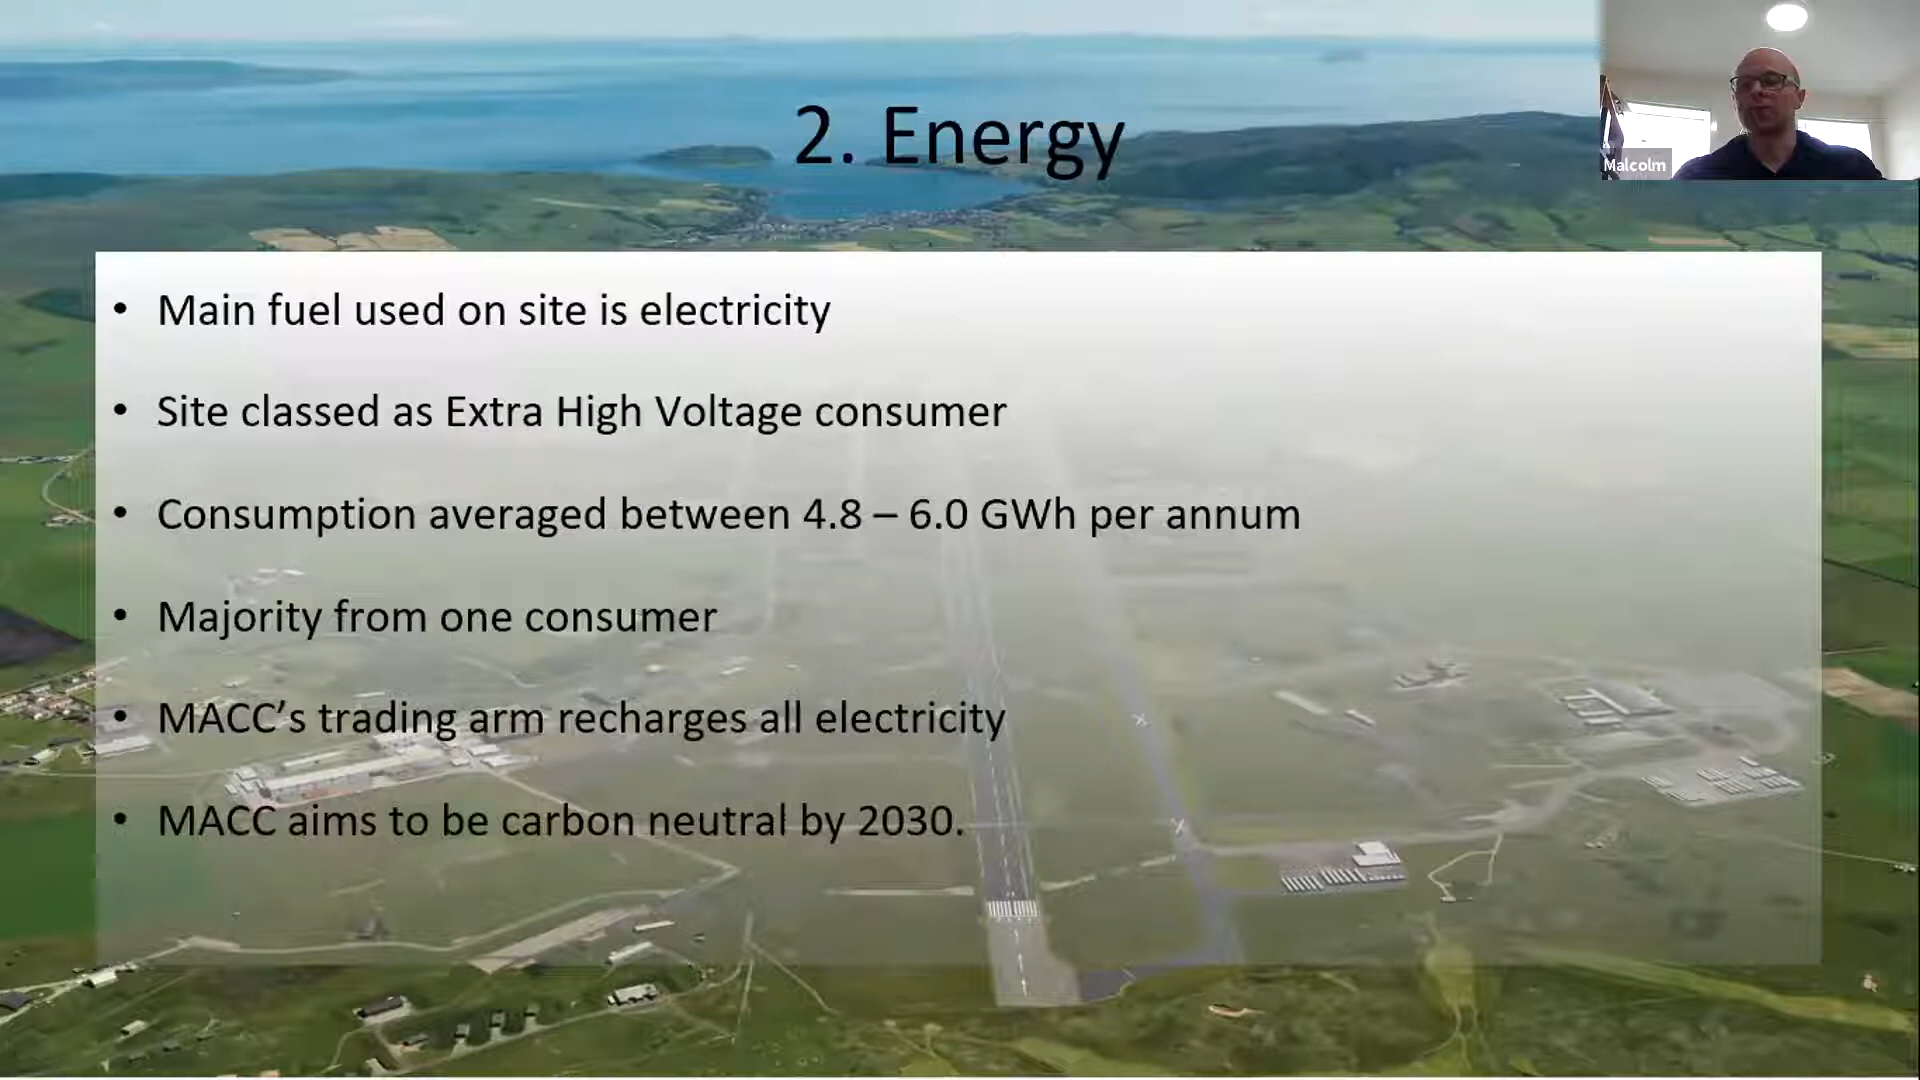 2. Energy
Malcolm
• Main fuel used on site is electricity
• Site classed as Extra High Voltage consumer
• Consumption averaged between 4.8 – 6.0 GWh per annum
• Majority from one consumer
• MACC’s trading arm recharges all electricity
• MACC aims to be carbon neutral by 2030.